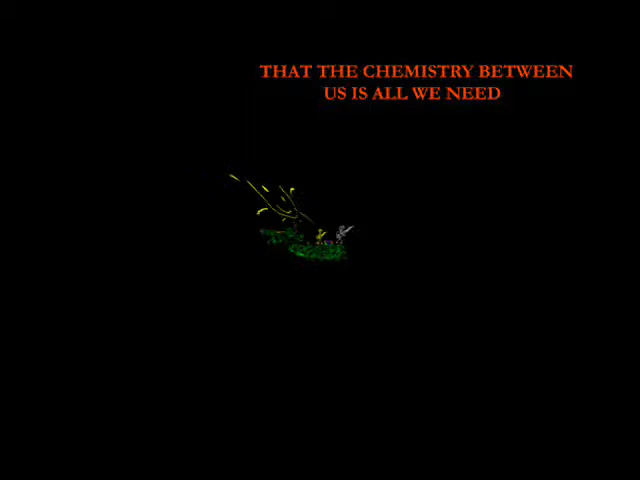 THAT THE CHEMISTRY BETWEEN
US IS ALL WE NEED